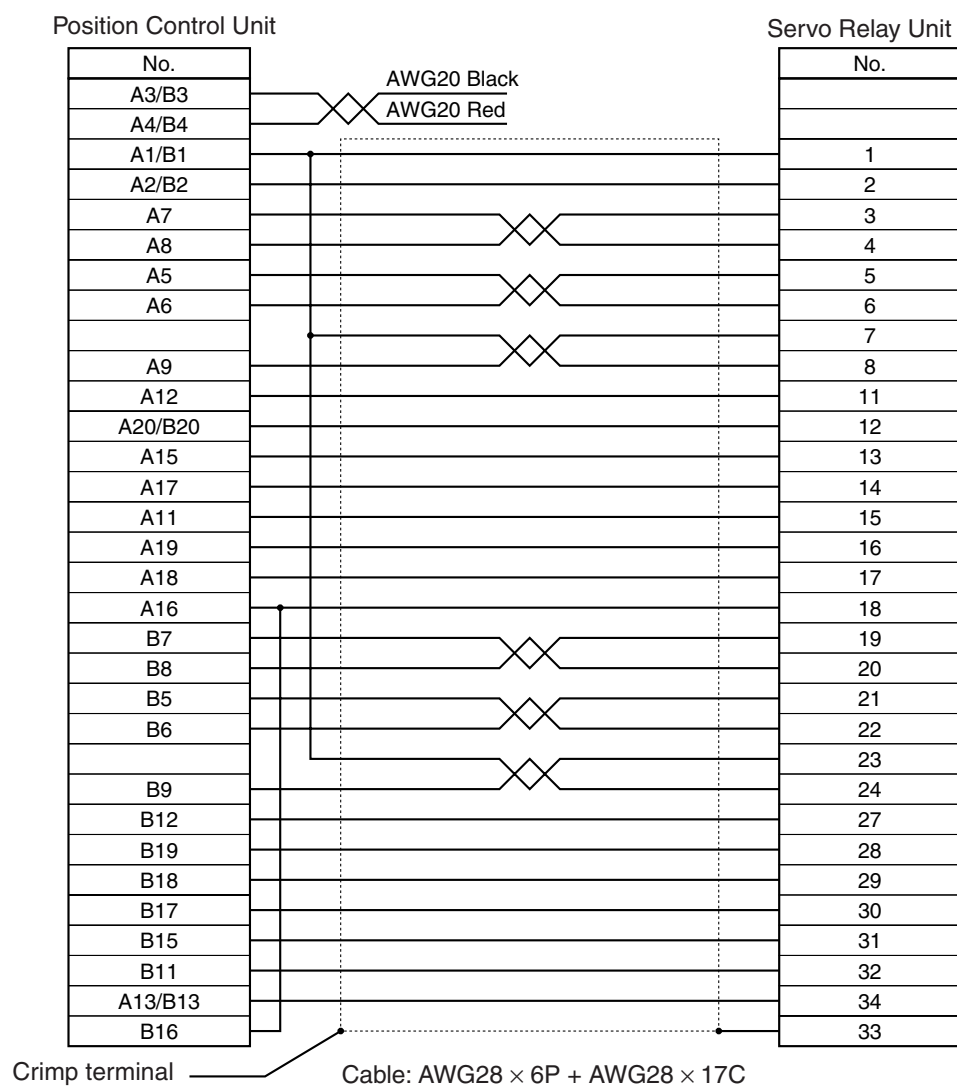 Position Control Unit Servo Relay Unit
No. No.
A3/B3 AWG20 Black
A4/B4 AWG20 Red
A1/B1 1
A2/B2 2
A7 3
A8 4
A5 5
A6 6
7
A9 8
A12 11
A20/B20 12
A15 13
A17 14
A11 15
A19 16
A18 17
A16 18
B7 19
B8 20
B5 21
B6 22
23
B9 24
B12 27
B19 28
B18 29
B17 30
B15 31
B11 32
A13/B13 34
B16 33
Crimp terminal Cable: AWG28 × 6P + AWG28 × 17C